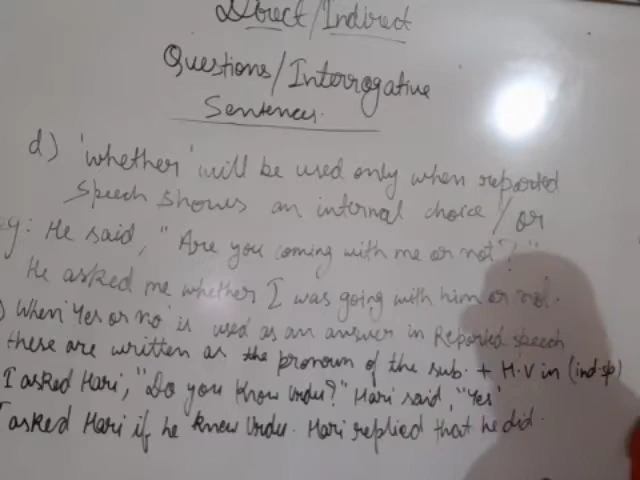 Direct/Indirect
Questions/Interrogative
Sentences.
d) 'whether' will be used only when reported
speech shows an internal choice/or
eg: He said, "Are you coming with me or not?"
He asked me whether I was going with him or not.
) When 'Yes or no' is used as an answer in Reported speech
these are written as the pronoun of the sub. + H.V in (ind.sp)
I asked Hari, "Do you know Urdu?" Hari said, "Yes"
I asked Hari if he knew Urdu. Hari replied that he did.